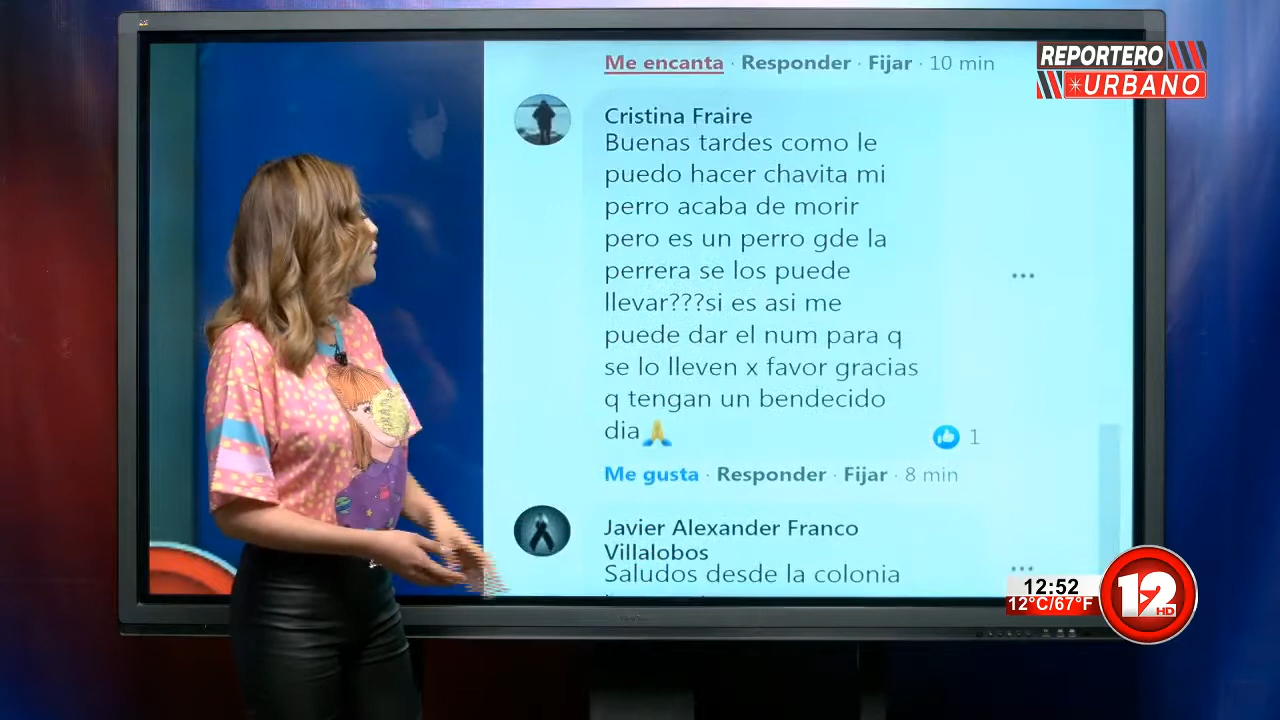 REPORTERO
URBANO
Me encanta · Responder · Fijar · 10 min
Cristina Fraire
Buenas tardes como le
puedo hacer chavita mi
perro acaba de morir
pero es un perro gde la
perrera se los puede
llevar???si es asi me
puede dar el num para q
se lo lleven x favor gracias
q tengan un bendecido
dia🙏
1
Me gusta · Responder · Fijar · 8 min
Javier Alexander Franco
Villalobos
Saludos desde la colonia
12:52
12°C/67°F
12
HD